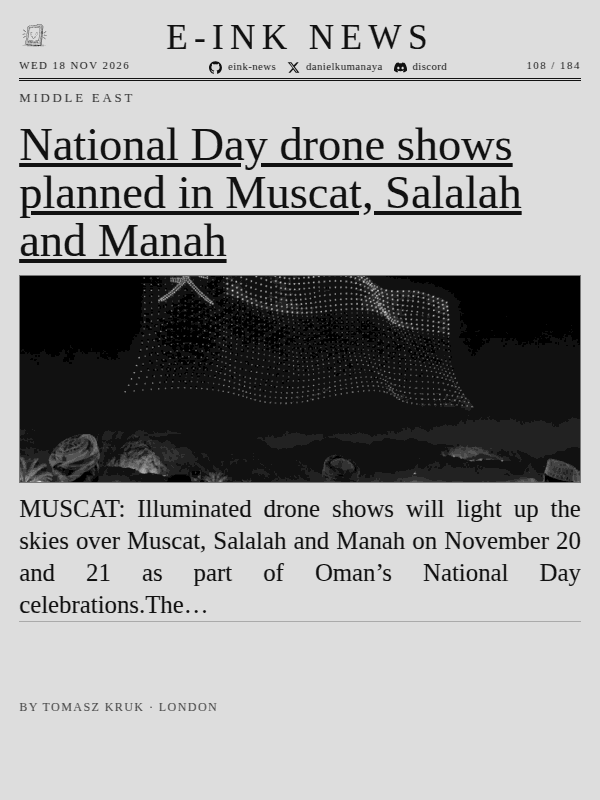 E-INK NEWS
WED 18 NOV 2026
eink-news danielkumanaya discord
108 / 184
MIDDLE EAST
National Day drone shows
planned in Muscat, Salalah
and Manah
MUSCAT: Illuminated drone shows will light up the
skies over Muscat, Salalah and Manah on November 20
and 21 as part of Oman’s National Day
celebrations.The…
BY TOMASZ KRUK · LONDON